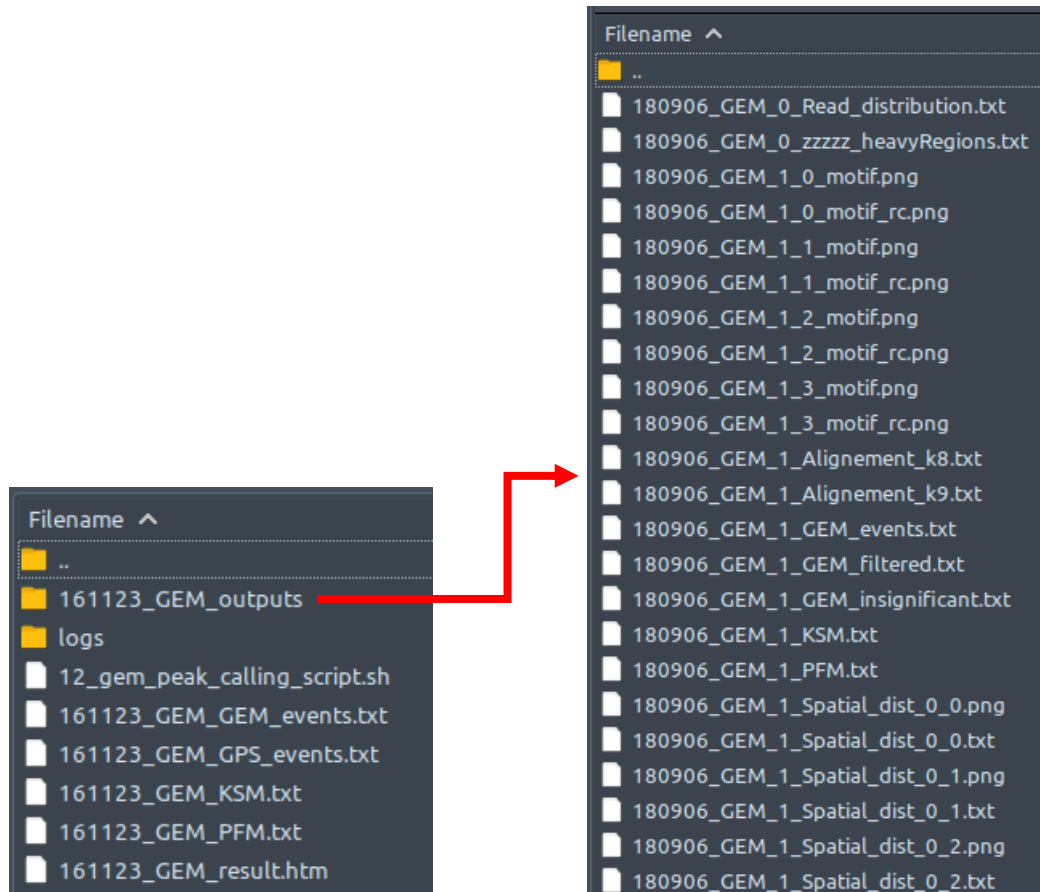 Filename
..
161123_GEM_outputs
logs
12_gem_peak_calling_script.sh
161123_GEM_GEM_events.txt
161123_GEM_GPS_events.txt
161123_GEM_KSM.txt
161123_GEM_PFM.txt
161123_GEM_result.htm
Filename
..
180906_GEM_0_Read_distribution.txt
180906_GEM_0_zzzzz_heavyRegions.txt
180906_GEM_1_0_motif.png
180906_GEM_1_0_motif_rc.png
180906_GEM_1_1_motif.png
180906_GEM_1_1_motif_rc.png
180906_GEM_1_2_motif.png
180906_GEM_1_2_motif_rc.png
180906_GEM_1_3_motif.png
180906_GEM_1_3_motif_rc.png
180906_GEM_1_Alignement_k8.txt
180906_GEM_1_Alignement_k9.txt
180906_GEM_1_GEM_events.txt
180906_GEM_1_GEM_filtered.txt
180906_GEM_1_GEM_insignificant.txt
180906_GEM_1_KSM.txt
180906_GEM_1_PFM.txt
180906_GEM_1_Spatial_dist_0_0.png
180906_GEM_1_Spatial_dist_0_0.txt
180906_GEM_1_Spatial_dist_0_1.png
180906_GEM_1_Spatial_dist_0_1.txt
180906_GEM_1_Spatial_dist_0_2.png
180906_GEM_1_Spatial_dist_0_2.txt